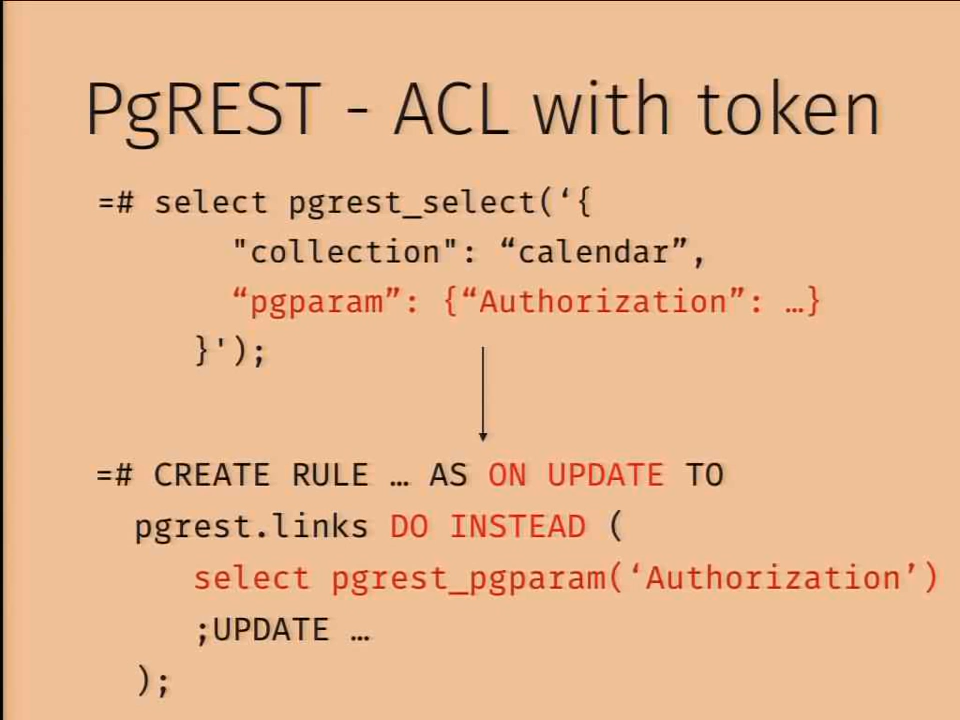 PgREST - ACL with token
=# select pgrest_select(‘{
"collection": “calendar”,
“pgparam”: {“Authorization”: …}
}');
=# CREATE RULE … AS ON UPDATE TO
pgrest.links DO INSTEAD (
select pgrest_pgparam(‘Authorization’)
;UPDATE …
);